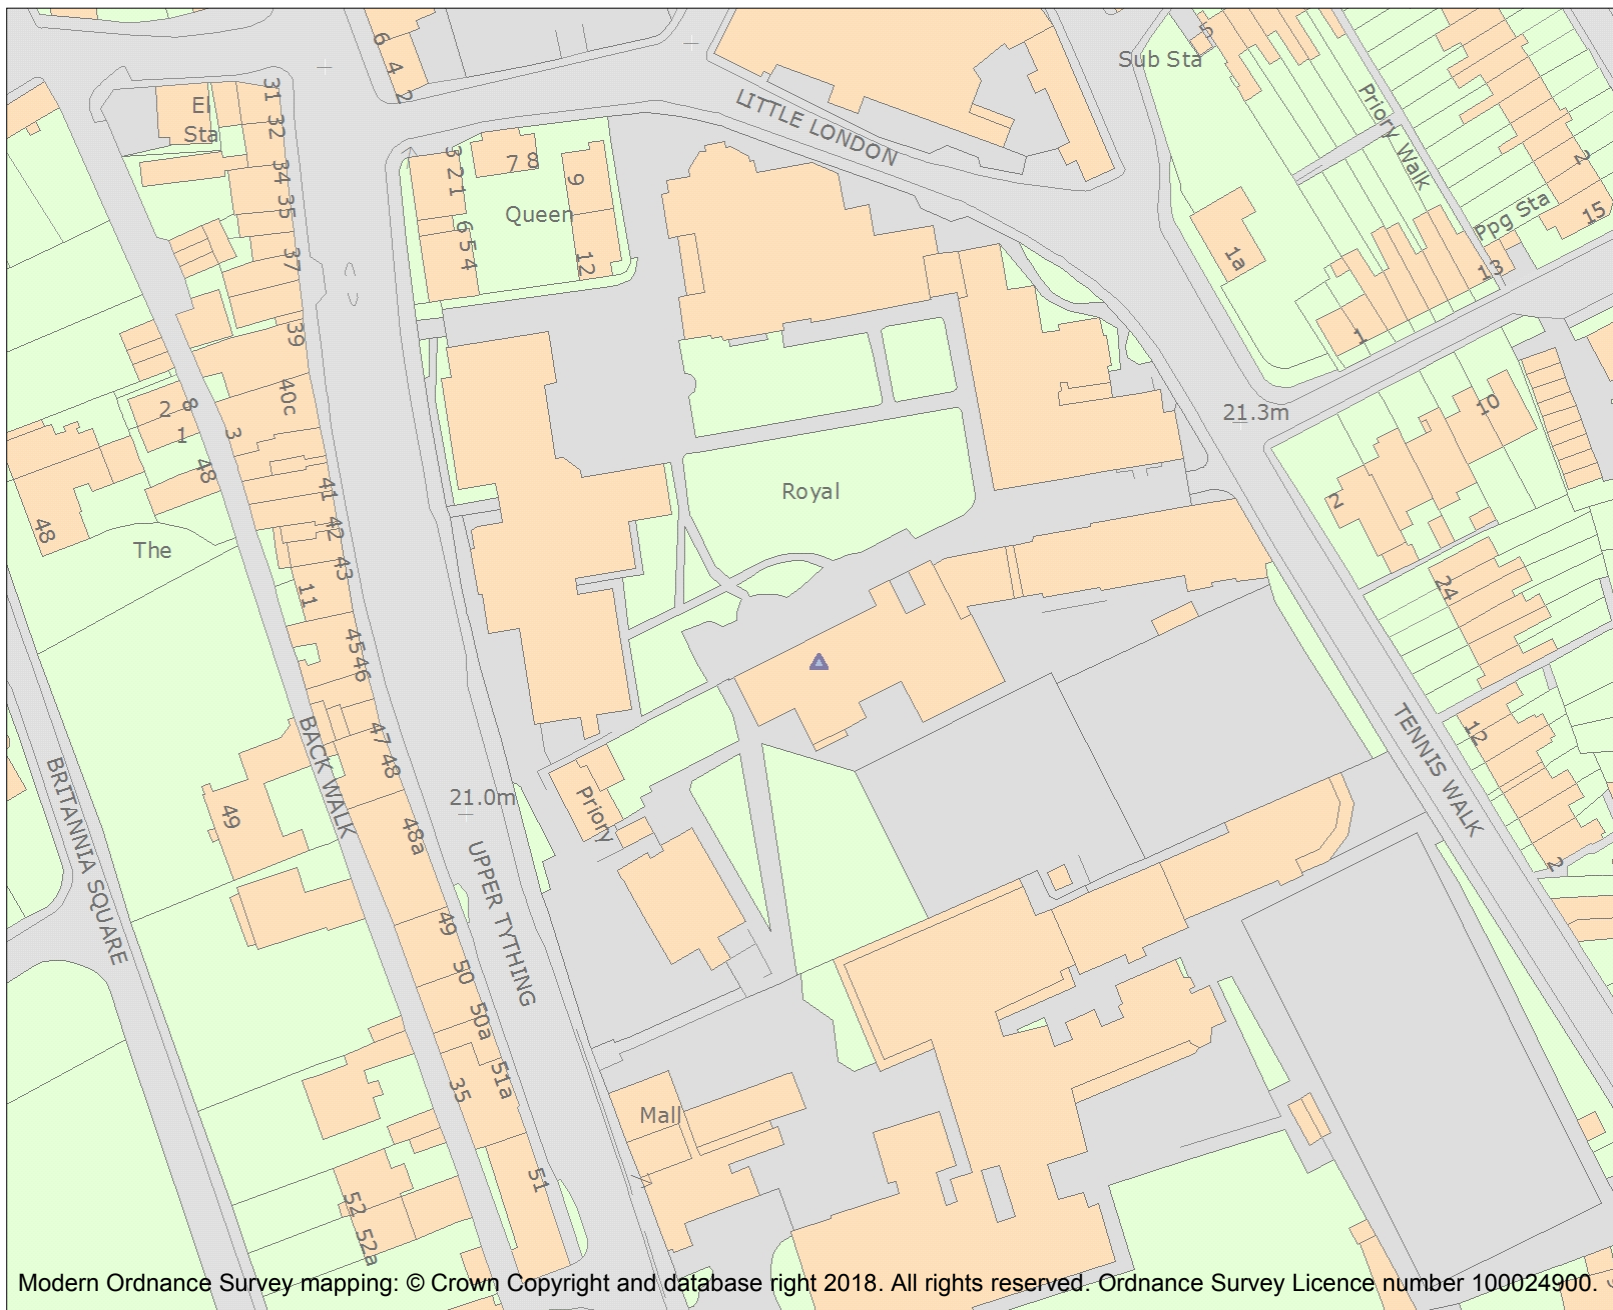 6
4
2
31
32
El
Sta
34
35
37
39
40c
3 2 1
7 8
9
Queen
6 5 4
12
LITTLE LONDON
Sub Sta
5
Priory Walk
2
Ppg Sta
15
13
1a
1
2 8
1
3
48
48
The
41
42
43
11
45 46
47
48
48a
49
BACK WALK
BRITANNIA SQUARE
21.0m
UPPER TYTHING
49
50
50a
51a
35
51
52
52a
Royal
Priory
Mall
21.3m
10
2
24
12
2
TENNIS WALK
Modern Ordnance Survey mapping: © Crown Copyright and database right 2018. All rights reserved. Ordnance Survey Licence number 100024900.